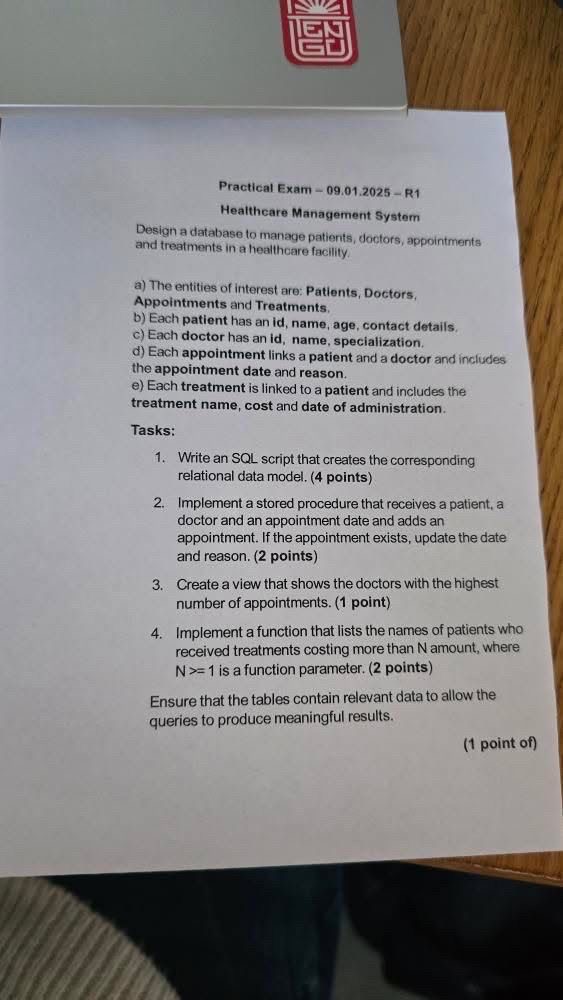 TEN
GU
Practical Exam – 09.01.2025 – R1
Healthcare Management System
Design a database to manage patients, doctors, appointments
and treatments in a healthcare facility.
a) The entities of interest are: Patients, Doctors,
Appointments and Treatments.
b) Each patient has an id, name, age, contact details.
c) Each doctor has an id, name, specialization.
d) Each appointment links a patient and a doctor and includes
the appointment date and reason.
e) Each treatment is linked to a patient and includes the
treatment name, cost and date of administration.
Tasks:
1. Write an SQL script that creates the corresponding
relational data model. (4 points)
2. Implement a stored procedure that receives a patient, a
doctor and an appointment date and adds an
appointment. If the appointment exists, update the date
and reason. (2 points)
3. Create a view that shows the doctors with the highest
number of appointments. (1 point)
4. Implement a function that lists the names of patients who
received treatments costing more than N amount, where
N >= 1 is a function parameter. (2 points)
Ensure that the tables contain relevant data to allow the
queries to produce meaningful results.
(1 point of)